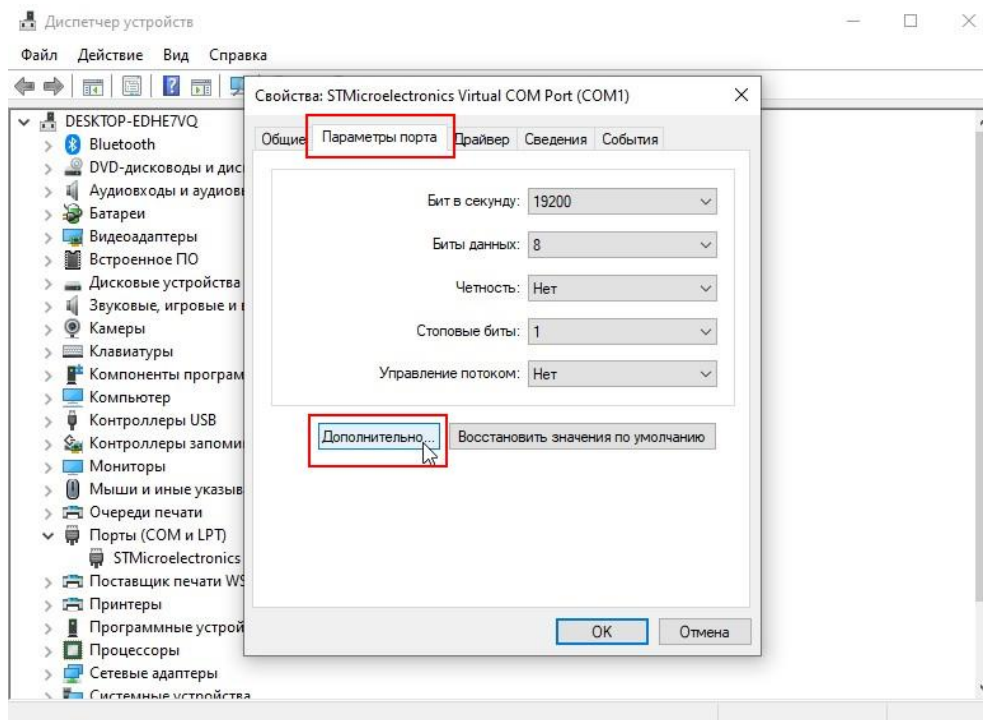 Диспетчер устройств
Файл Действие Вид Справка
DESKTOP-EDHE7VQ
Bluetooth
DVD-дисководы и дис
Аудиовходы и аудиов
Батареи
Видеоадаптеры
Встроенное ПО
Дисковые устройства
Звуковые, игровые и
Камеры
Клавиатуры
Компоненты програм
Компьютер
Контроллеры USB
Контроллеры запоми
Мониторы
Мыши и иные указыв
Очереди печати
Порты (COM и LPT)
STMicroelectronics
Поставщик печати WS
Принтеры
Программные устрой
Процессоры
Сетевые адаптеры
Системные устройства
Свойства: STMicroelectronics Virtual COM Port (COM1)
Общие Параметры порта Драйвер Сведения События
Бит в секунду: 19200
Биты данных: 8
Четность: Нет
Стоповые биты: 1
Управление потоком: Нет
Дополнительно... Восстановить значения по умолчанию
OK Отмена